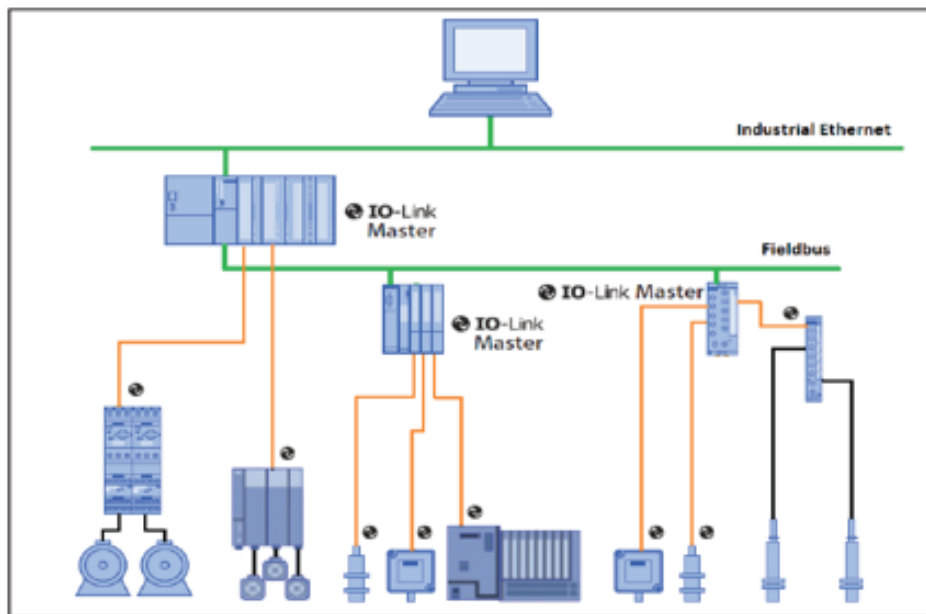 Industrial Ethernet
IO-Link
Master
Fieldbus
IO-Link Master
IO-Link
Master